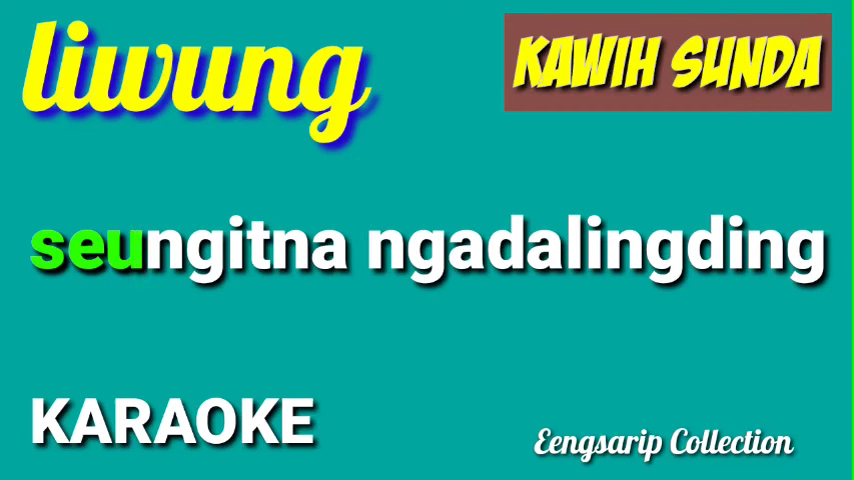 liwung
KAWIH SUNDA
seungitna ngadalingding
KARAOKE
Eengsarip Collection